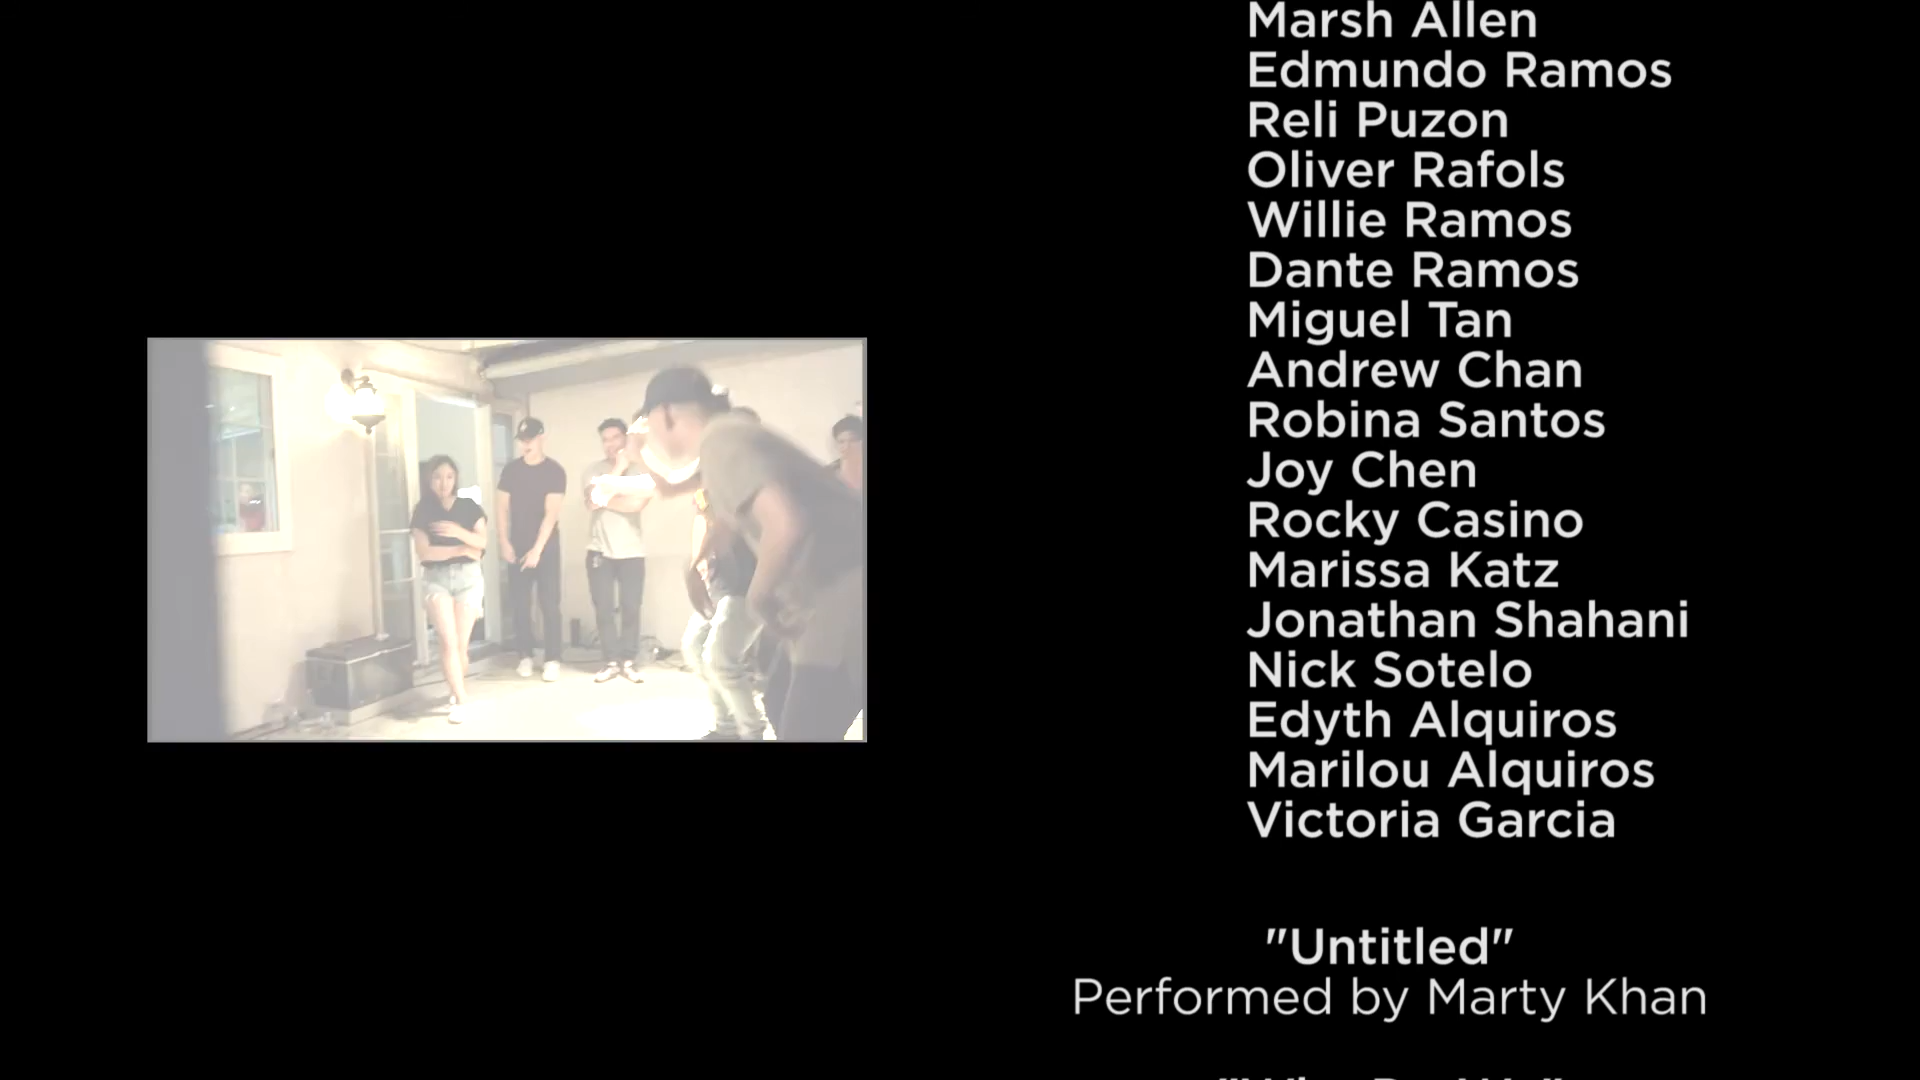 Marsh Allen
Edmundo Ramos
Reli Puzon
Oliver Rafols
Willie Ramos
Dante Ramos
Miguel Tan
Andrew Chan
Robina Santos
Joy Chen
Rocky Casino
Marissa Katz
Jonathan Shahani
Nick Sotelo
Edyth Alquiros
Marilou Alquiros
Victoria Garcia
"Untitled"
Performed by Marty Khan